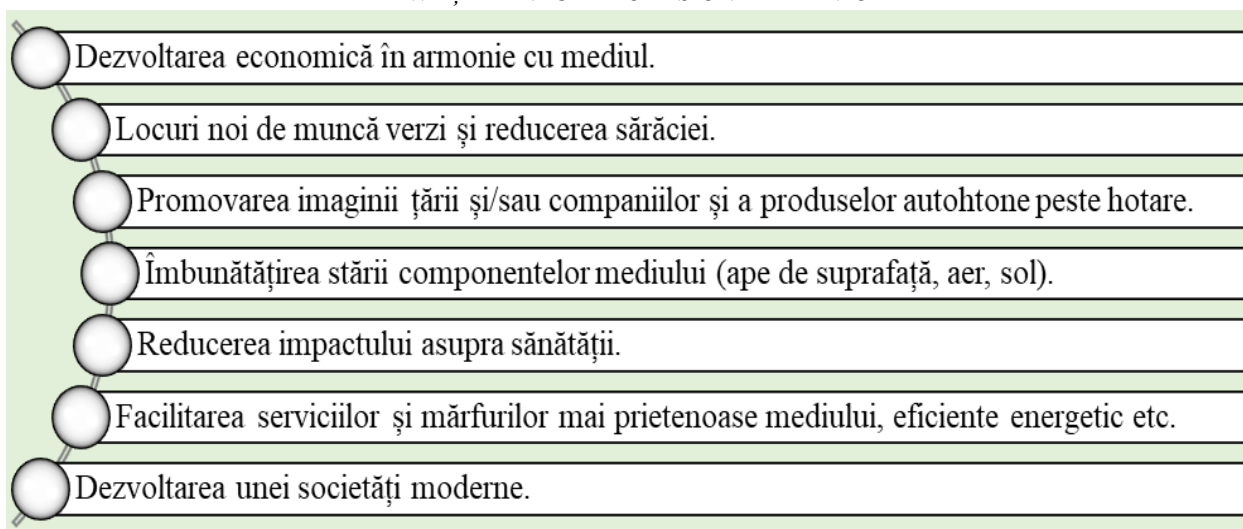 Dezvoltarea economică în armonie cu mediul.
Locuri noi de muncă verzi și reducerea sărăciei.
Promovarea imaginii țării și/sau companiilor și a produselor autohtone peste hotare.
Îmbunătățirea stării componentelor mediului (ape de suprafață, aer, sol).
Reducerea impactului asupra sănătății.
Facilitarea serviciilor și mărfurilor mai prietenoase mediului, eficiente energetic etc.
Dezvoltarea unei societăți moderne.